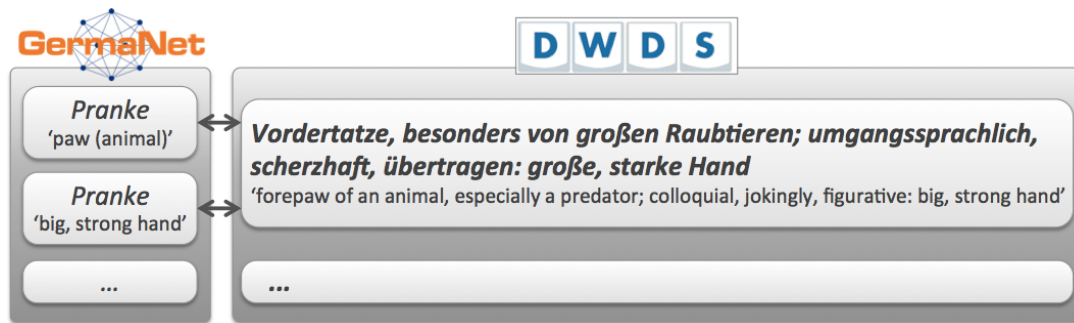 GermaNet
D W D S
Pranke
‘paw (animal)’
Pranke
‘big, strong hand’
...
Vordertatze, besonders von großen Raubtieren; umgangssprachlich,
scherzhaft, übertragen: große, starke Hand
‘forepaw of an animal, especially a predator; colloquial, jokingly, figurative: big, strong hand’
...